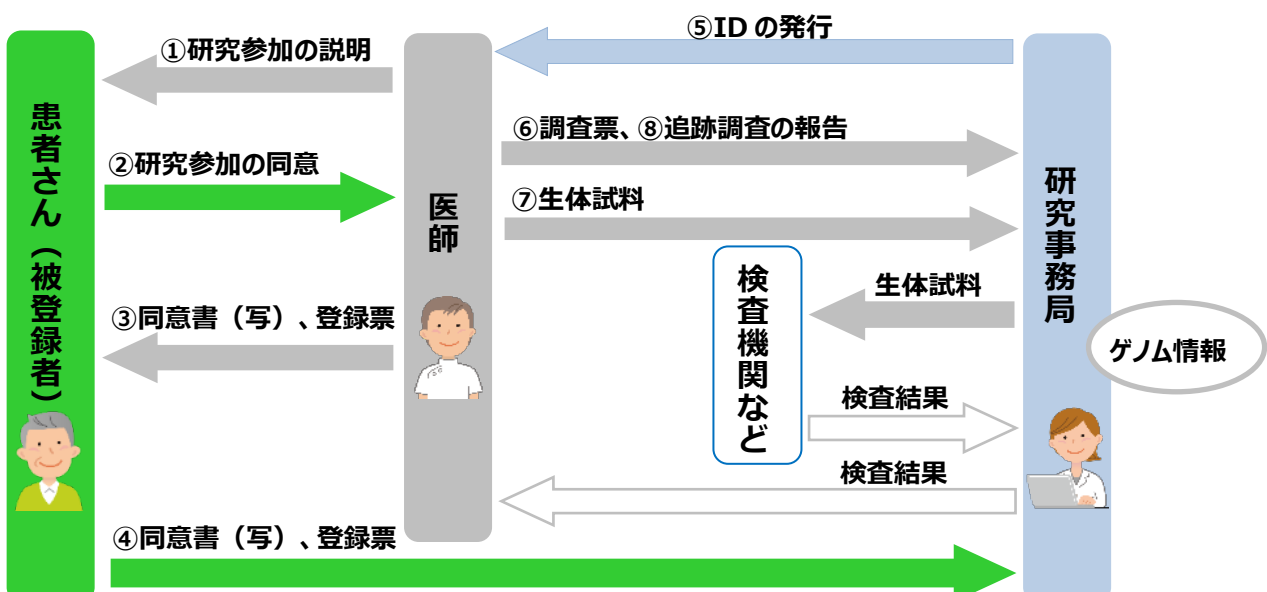 ⑤IDの発行
①研究参加の説明
患者さん（被登録者）
⑥調査票、⑧追跡調査の報告
②研究参加の同意
医師
⑦生体試料
研究事務局
検査機関など
生体試料
③同意書（写）、登録票
ゲノム情報
検査結果
検査結果
④同意書（写）、登録票